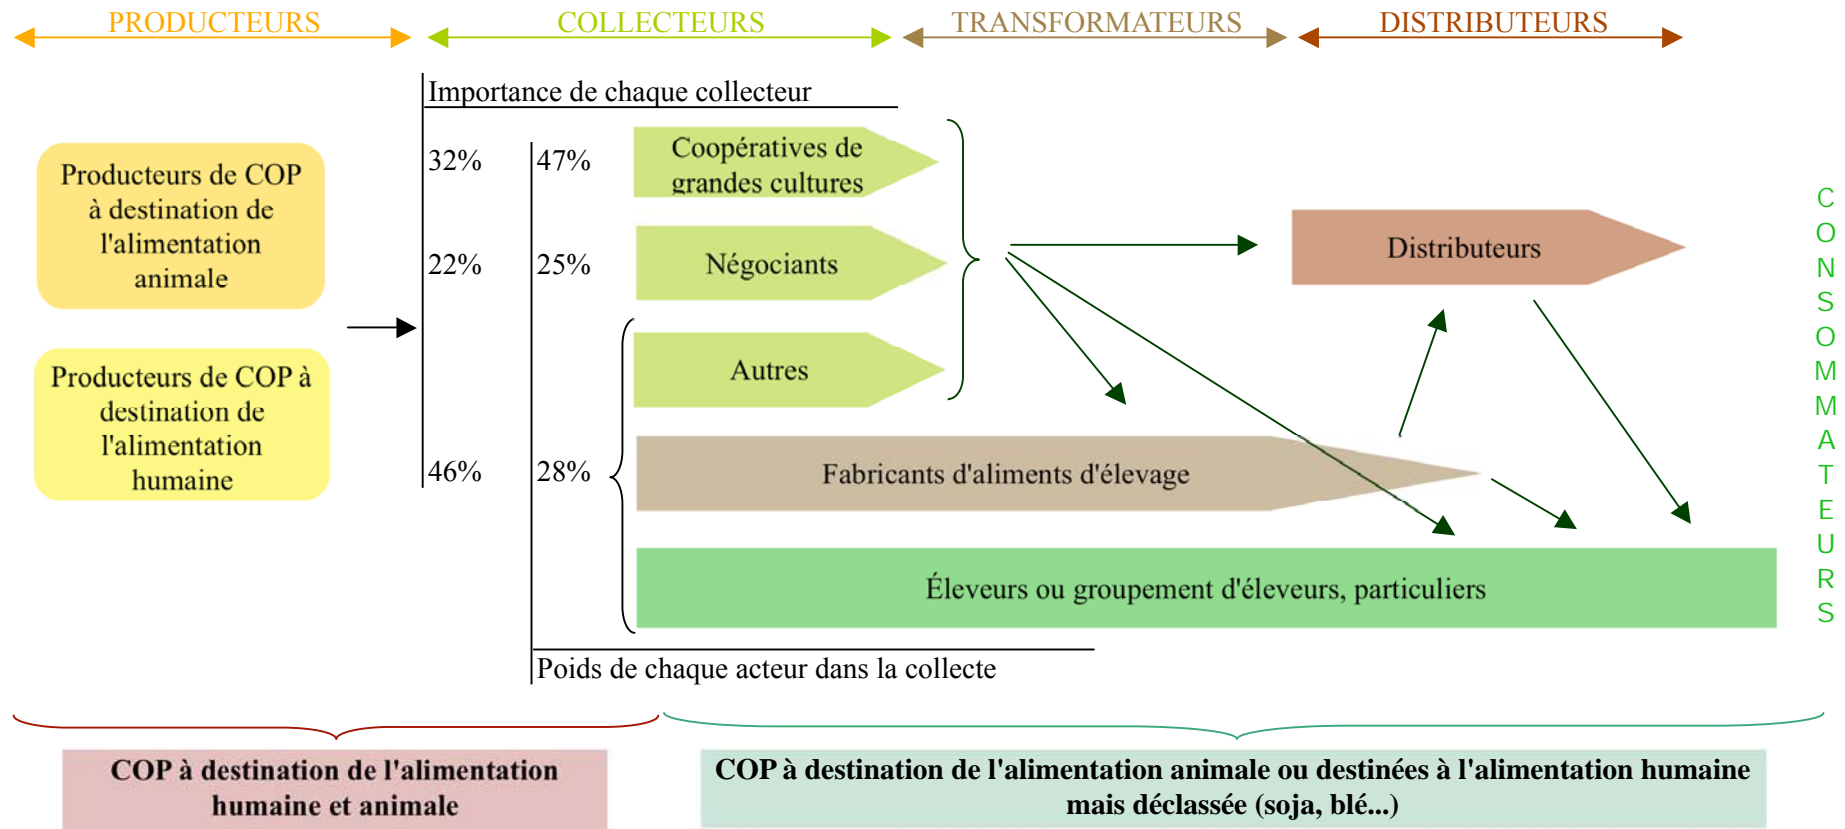 PRODUCTEURS
COLLECTEURS
TRANSFORMATEURS
DISTRIBUTEURS
Importance de chaque collecteur
Producteurs de COP
à destination de
l'alimentation
animale
Producteurs de COP à
destination de
l'alimentation
humaine
32%
47%
Coopératives de
grandes cultures
22%
25%
Négociants
Autres
46%
28%
Fabricants d'aliments d'élevage
Éleveurs ou groupement d'éleveurs, particuliers
Distributeurs
CONSOMMATEURS
Poids de chaque acteur dans la collecte
COP à destination de l'alimentation
humaine et animale
COP à destination de l'alimentation animale ou destinées à l'alimentation humaine
mais déclassée (soja, blé...)